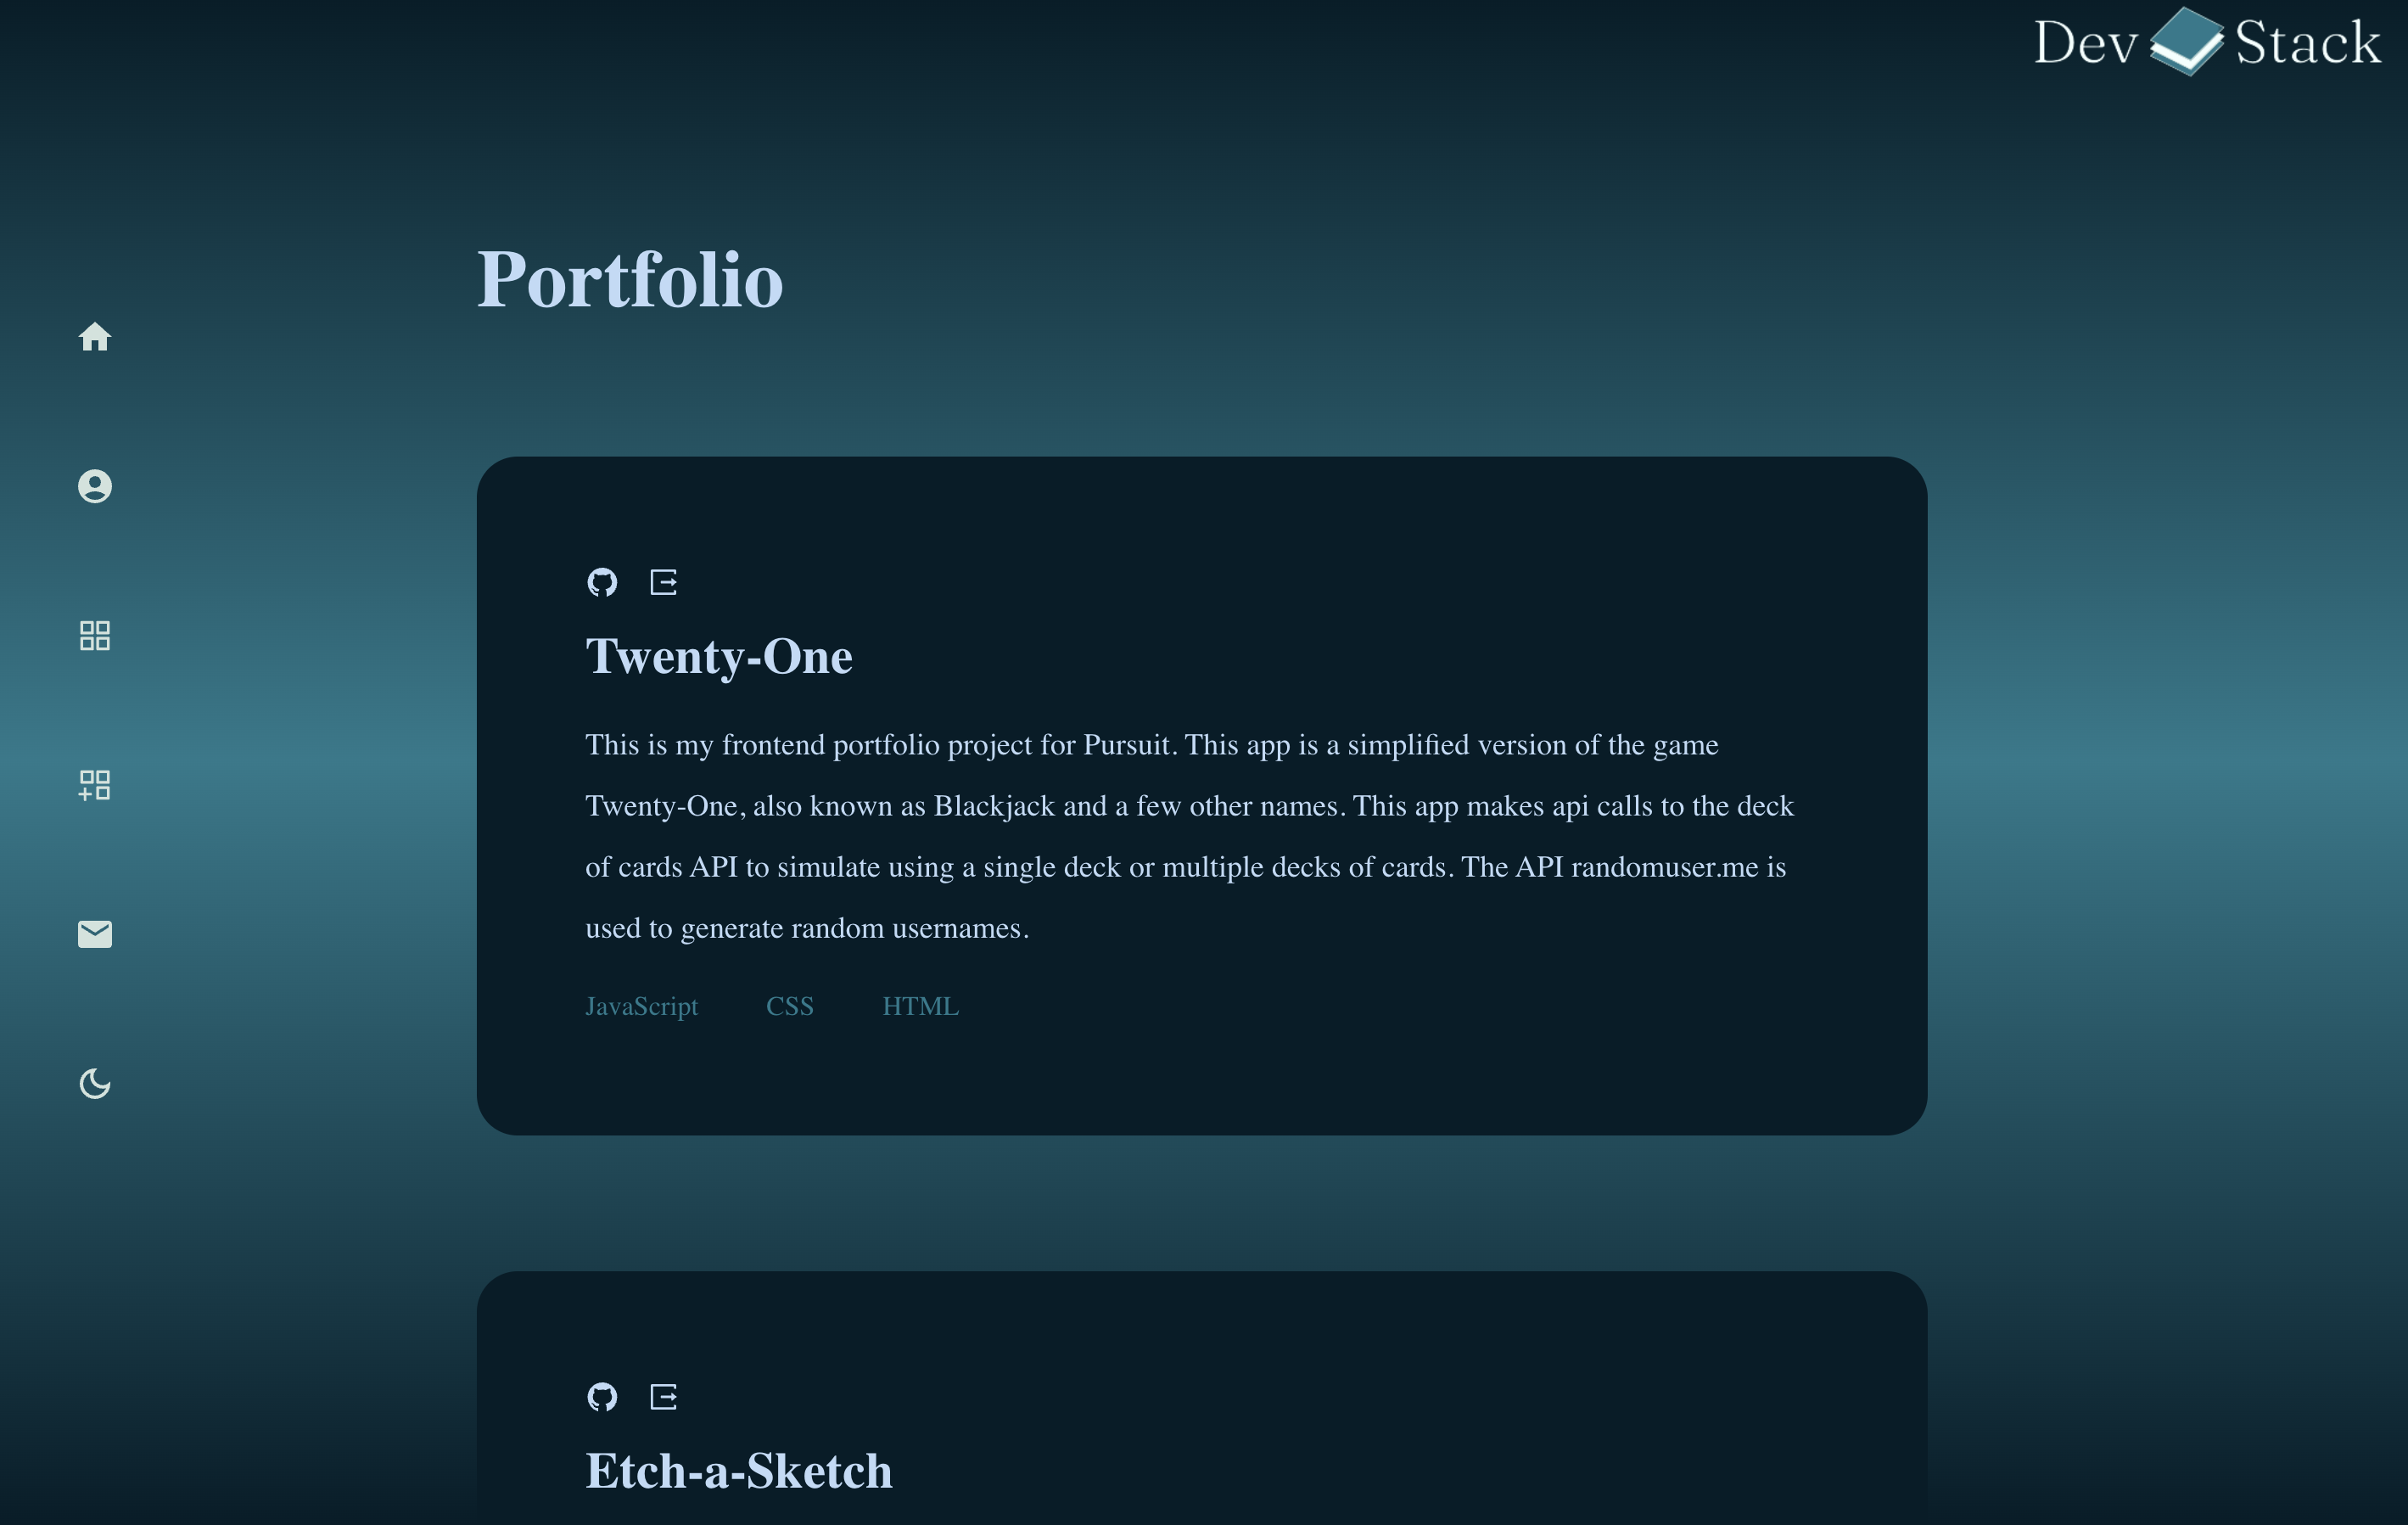 Dev Stack
Portfolio
Twenty-One
This is my frontend portfolio project for Pursuit. This app is a simplified version of the game
Twenty-One, also known as Blackjack and a few other names. This app makes api calls to the deck
of cards API to simulate using a single deck or multiple decks of cards. The API randomuser.me is
used to generate random usernames.
JavaScript CSS HTML
Etch-a-Sketch